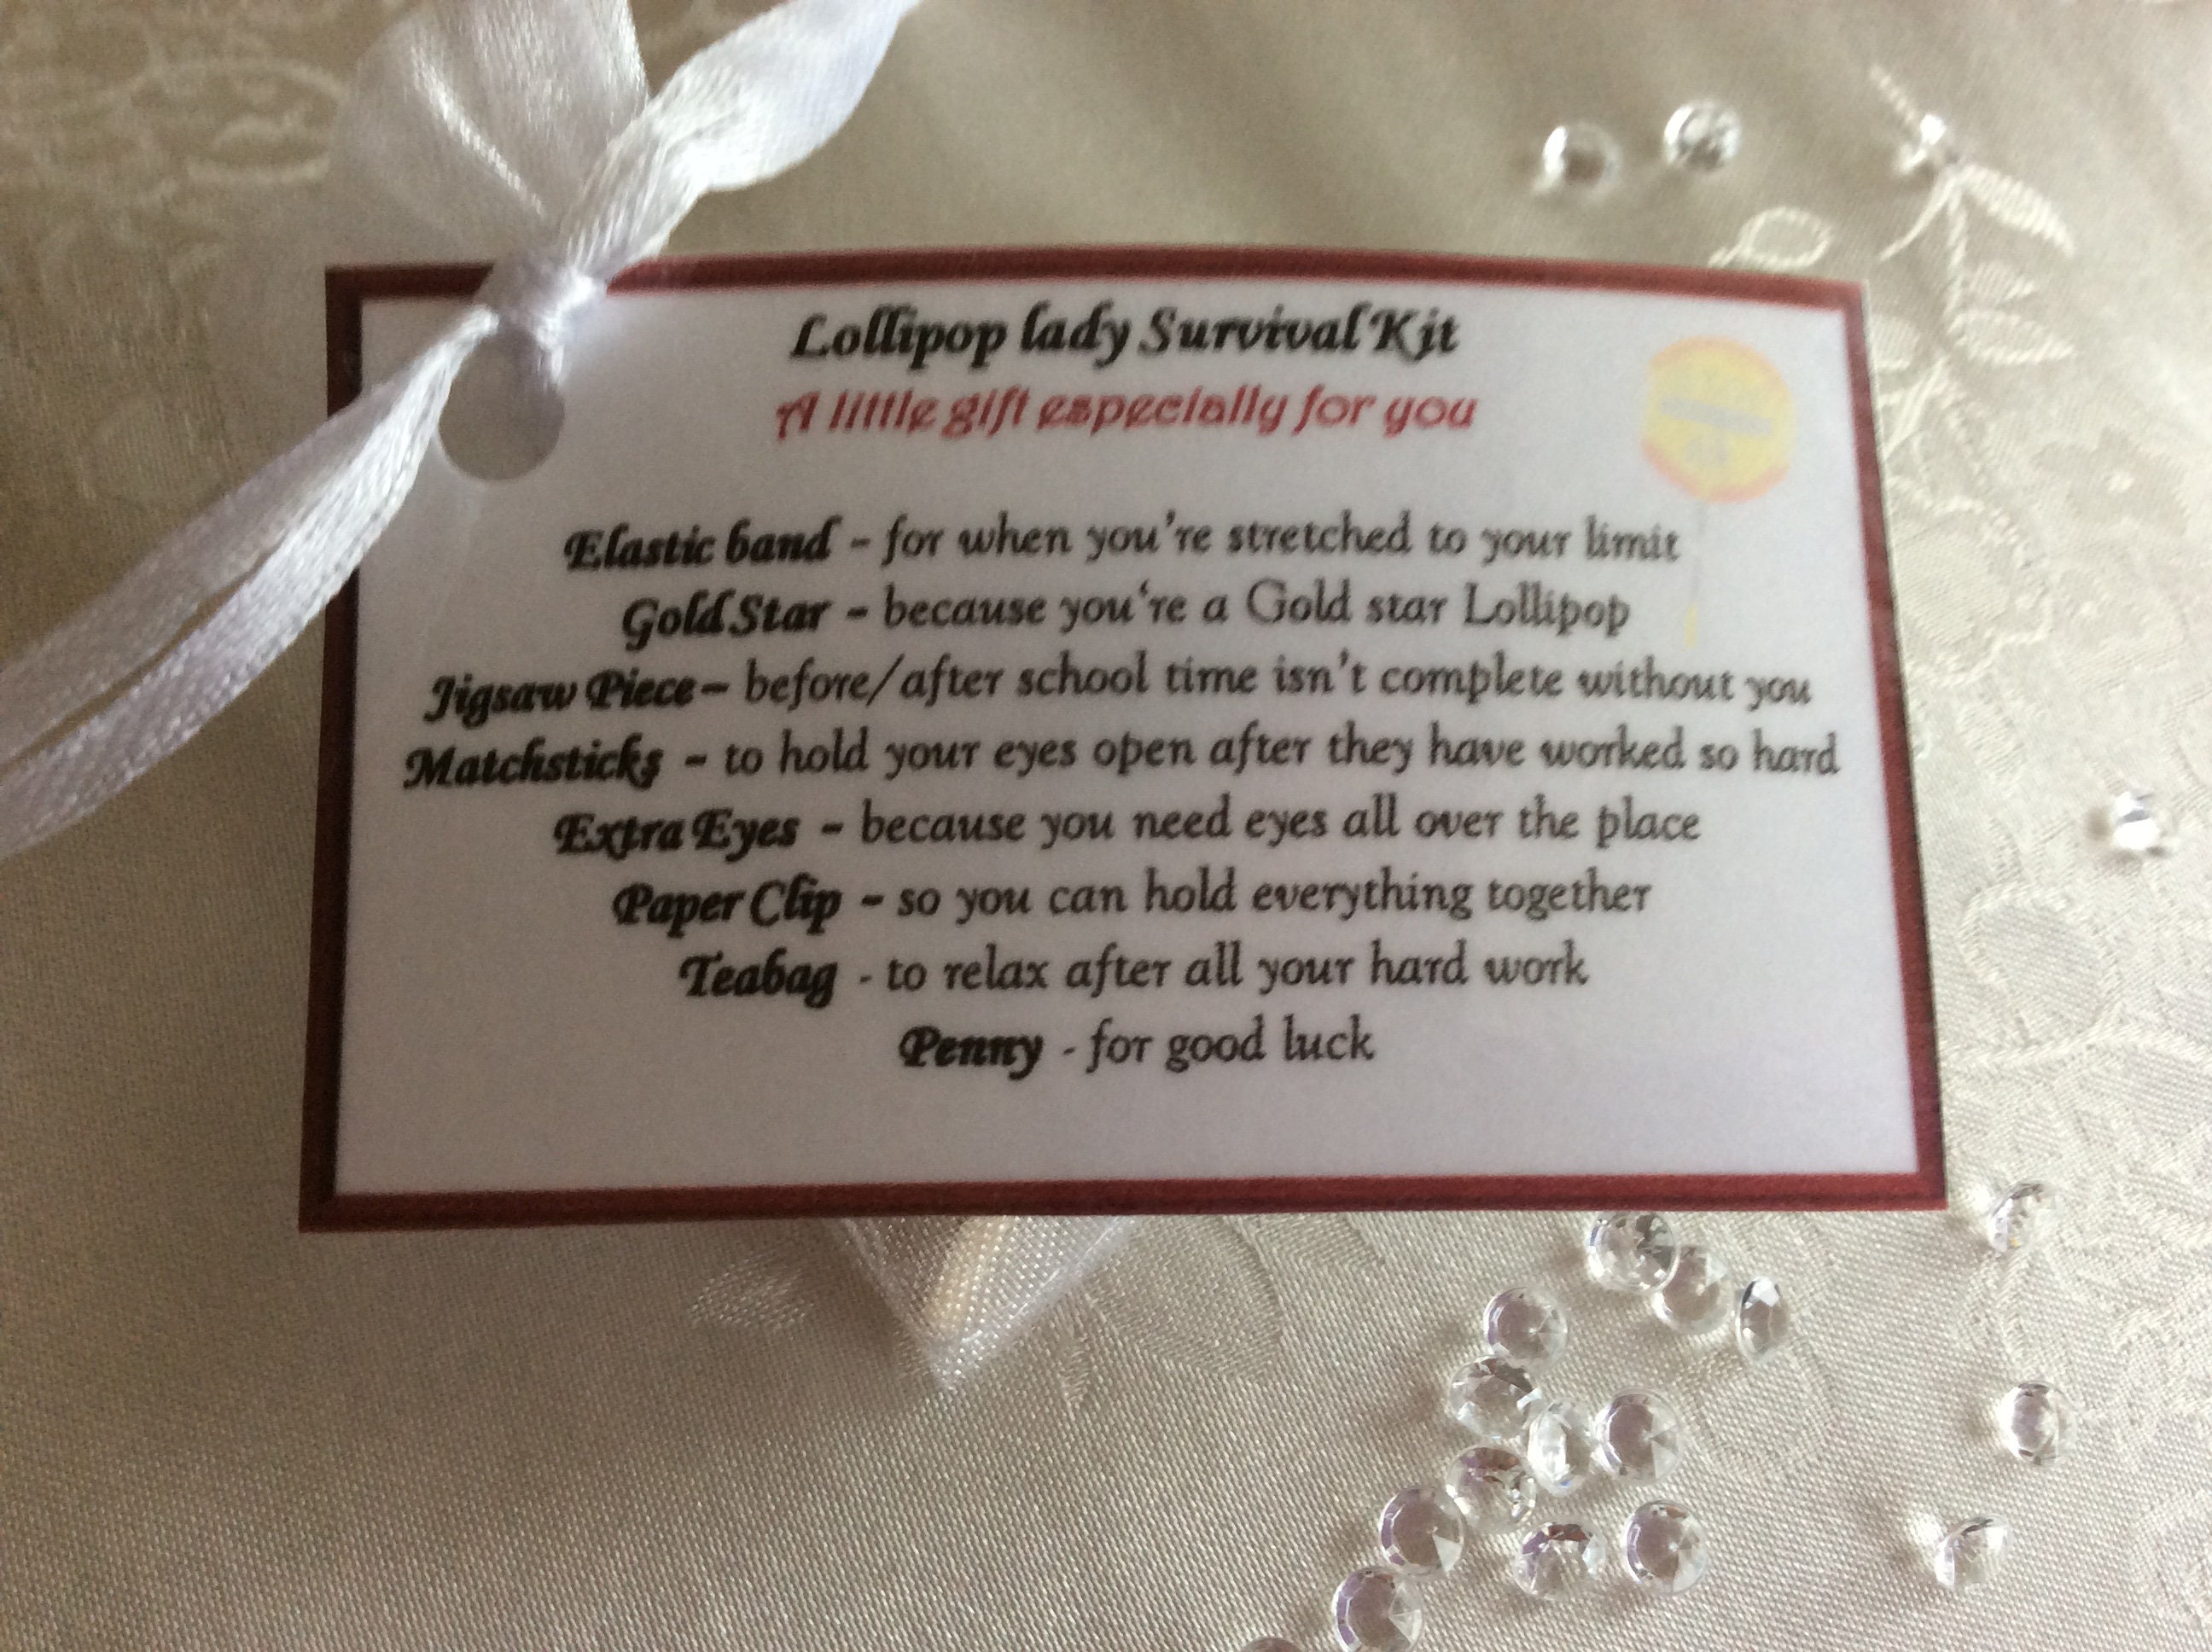 Lollipop lady Survival Kit
A little gift especially for you
Elastic band - for when you're stretched to your limit
Gold Star - because you're a Gold star Lollipop
Jigsaw Piece - before/after school time isn't complete without you
Matchsticks - to hold your eyes open after they have worked so hard
Extra Eyes - because you need eyes all over the place
Paper Clip - so you can hold everything together
Teabag - to relax after all your hard work
Penny - for good luck